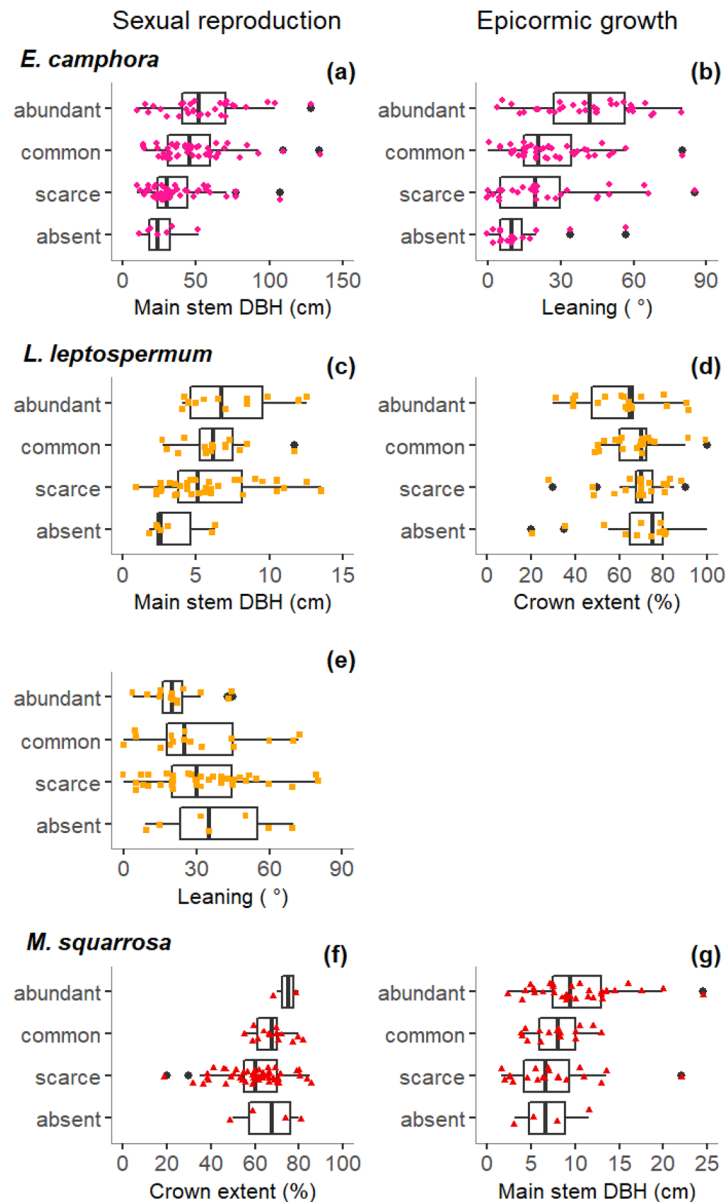 Sexual reproduction Epicormic growth
E. camphora
(a) (b)
abundant abundant
common common
scarce scarce
absent absent
0 50 100 150 0 30 60 90
Main stem DBH (cm) Leaning ( °)
L. leptospermum
(c) (d)
abundant abundant
common common
scarce scarce
absent absent
0 5 10 15 0 20 40 60 80 100
Main stem DBH (cm) Crown extent (%)
(e)
abundant
common
scarce
absent
0 30 60 90
Leaning ( °)
M. squarrosa
(f) (g)
abundant abundant
common common
scarce scarce
absent absent
0 20 40 60 80 100 0 5 10 15 20 25
Crown extent (%) Main stem DBH (cm)